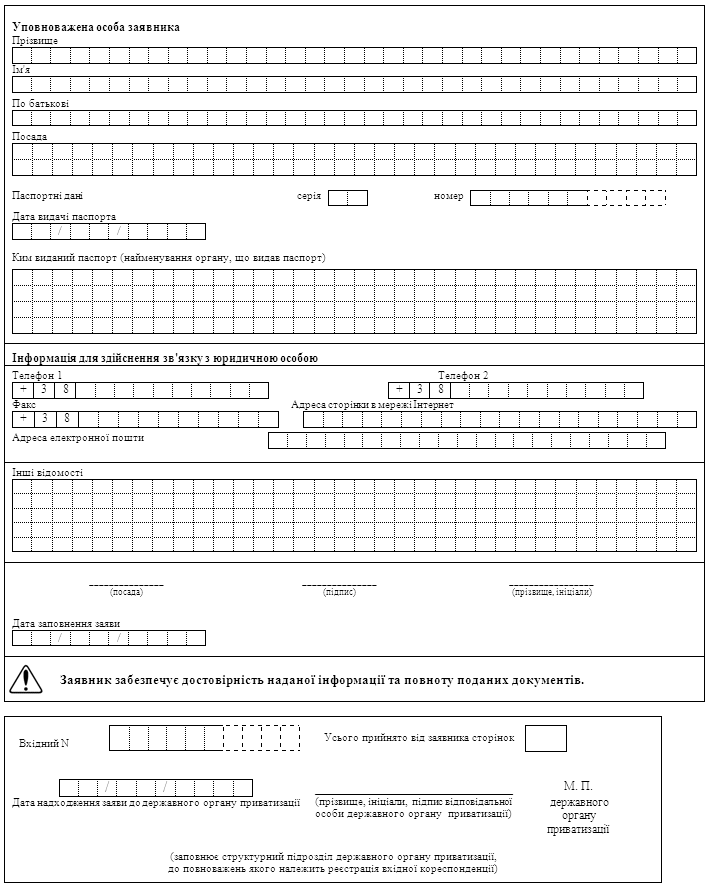 Уповноважена особа заявника
Прізвище
Ім'я
По батькові
Посада
Паспортні дані серія номер
Дата видачі паспорта
/ /
Ким виданий паспорт (найменування органу, що видав паспорт)
Інформація для здійснення зв'язку з юридичною особою
Телефон 1 Телефон 2
+ 3 8 + 3 8
Факс Адреса сторінки в мережі Інтернет
+ 3 8
Адреса електронної пошти
Інші відомості
_______________ _______________ _________________
(посада) (підпис) (прізвище, ініціали)
Дата заповнення заяви
/ /
Заявник забезпечує достовірність наданої інформації та повноту поданих документів.
Вхідний N Усього прийнято від заявника сторінок
/ / М. П.
Дата надходження заяви до державного органу приватизації (прізвище, ініціали, підпис відповідальної державного
особи державного органу приватизації) органу
приватизації
(заповнює структурний підрозділ державного органу приватизації,
до повноважень якого належить реєстрація вхідної кореспонденції)